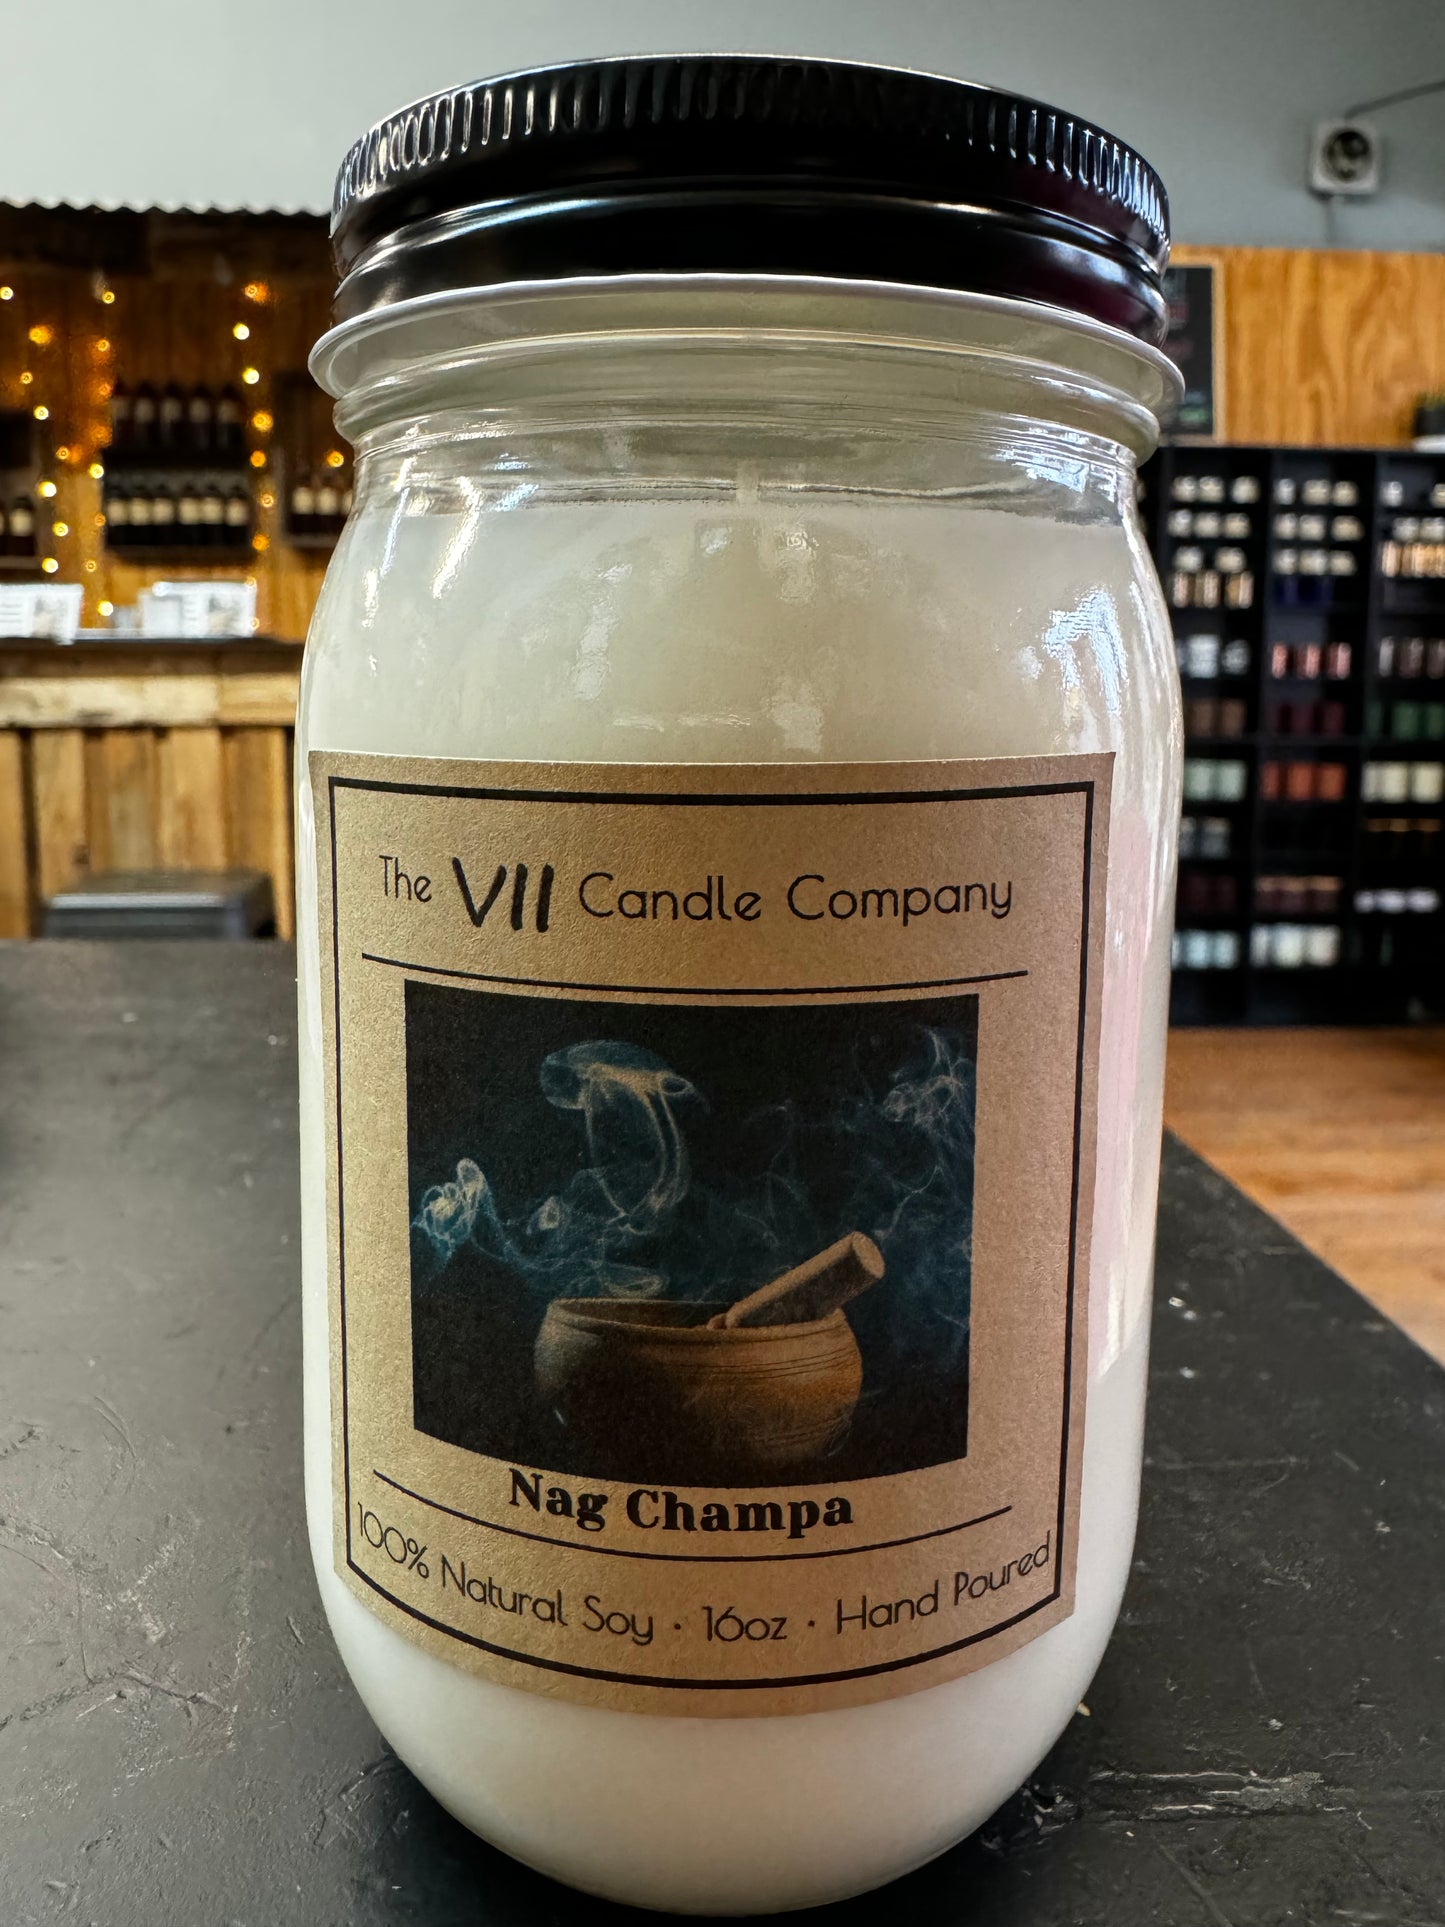 The VII Candle Company
Nag Champa
100% Natural Soy · 16oz · Hand Poured